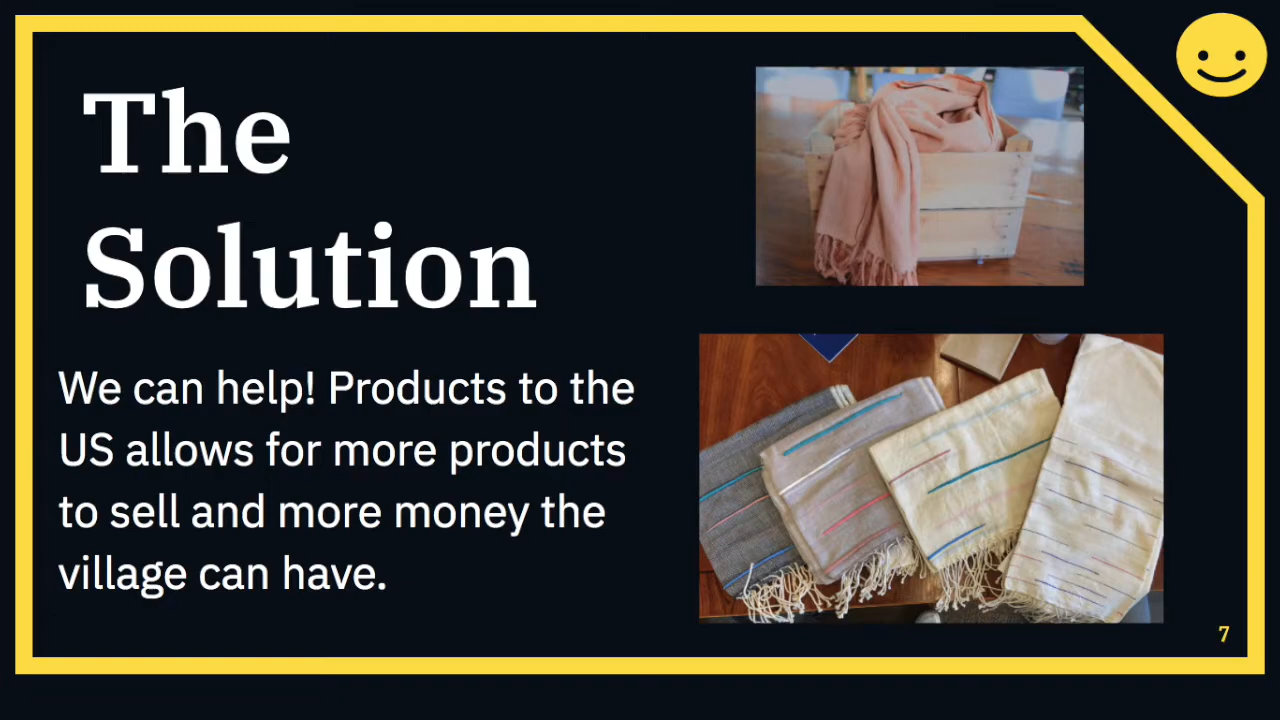 The
Solution
We can help! Products to the
US allows for more products
to sell and more money the
village can have.
7